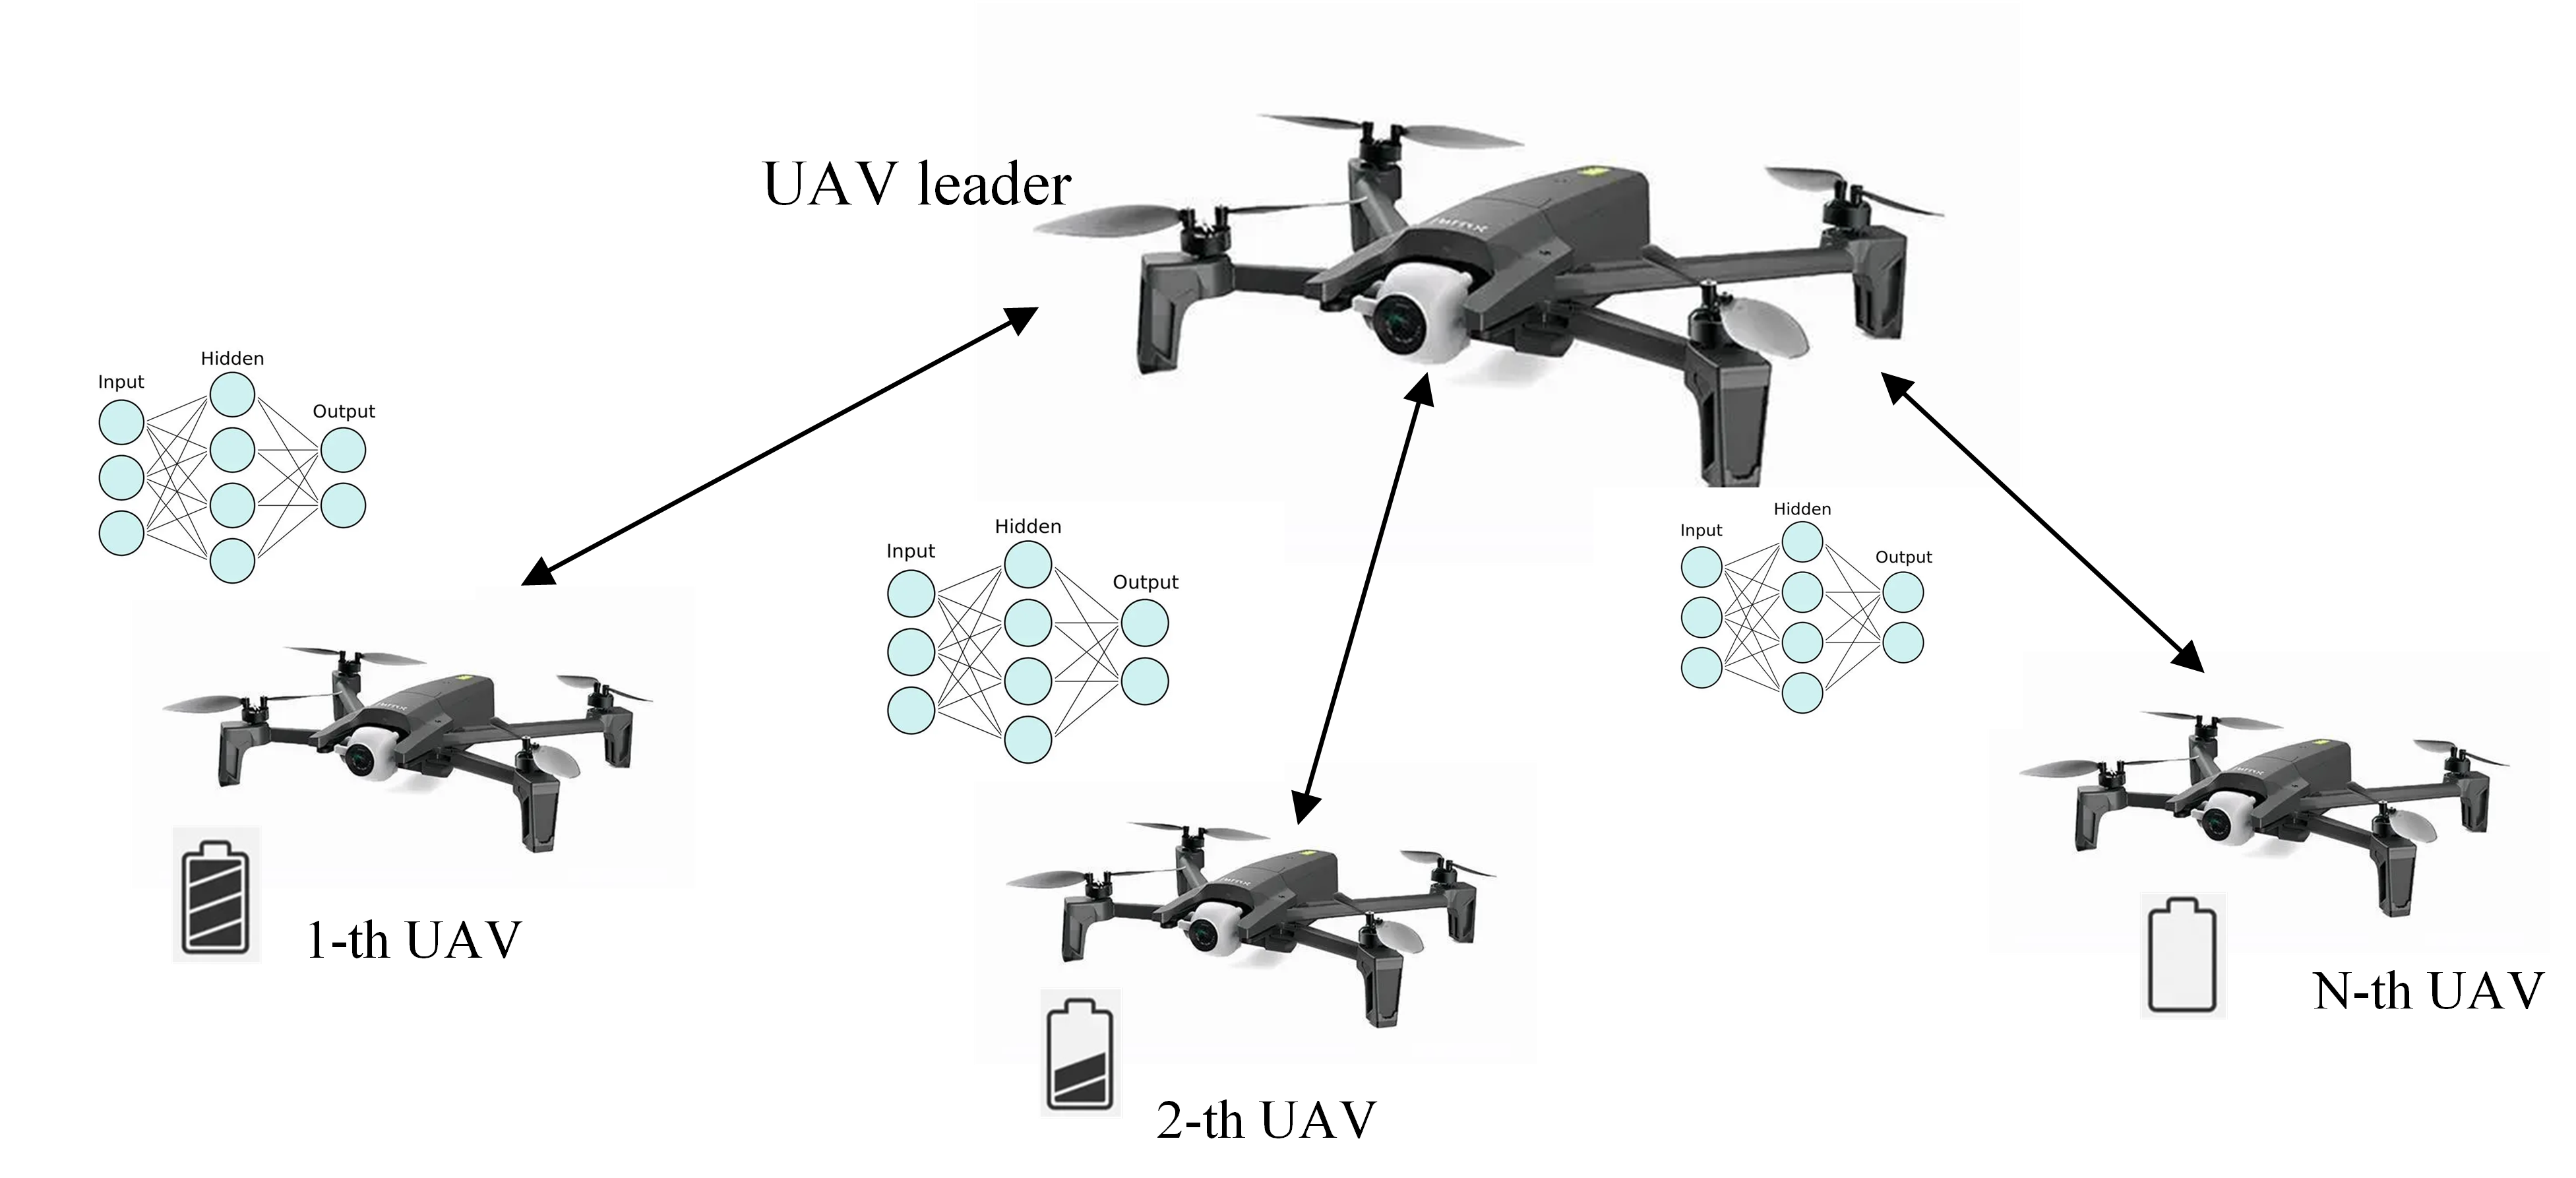 UAV leader
Hidden
Input
Output
Hidden
Input
Output
Hidden
Input
Output
1-th UAV
2-th UAV
N-th UAV